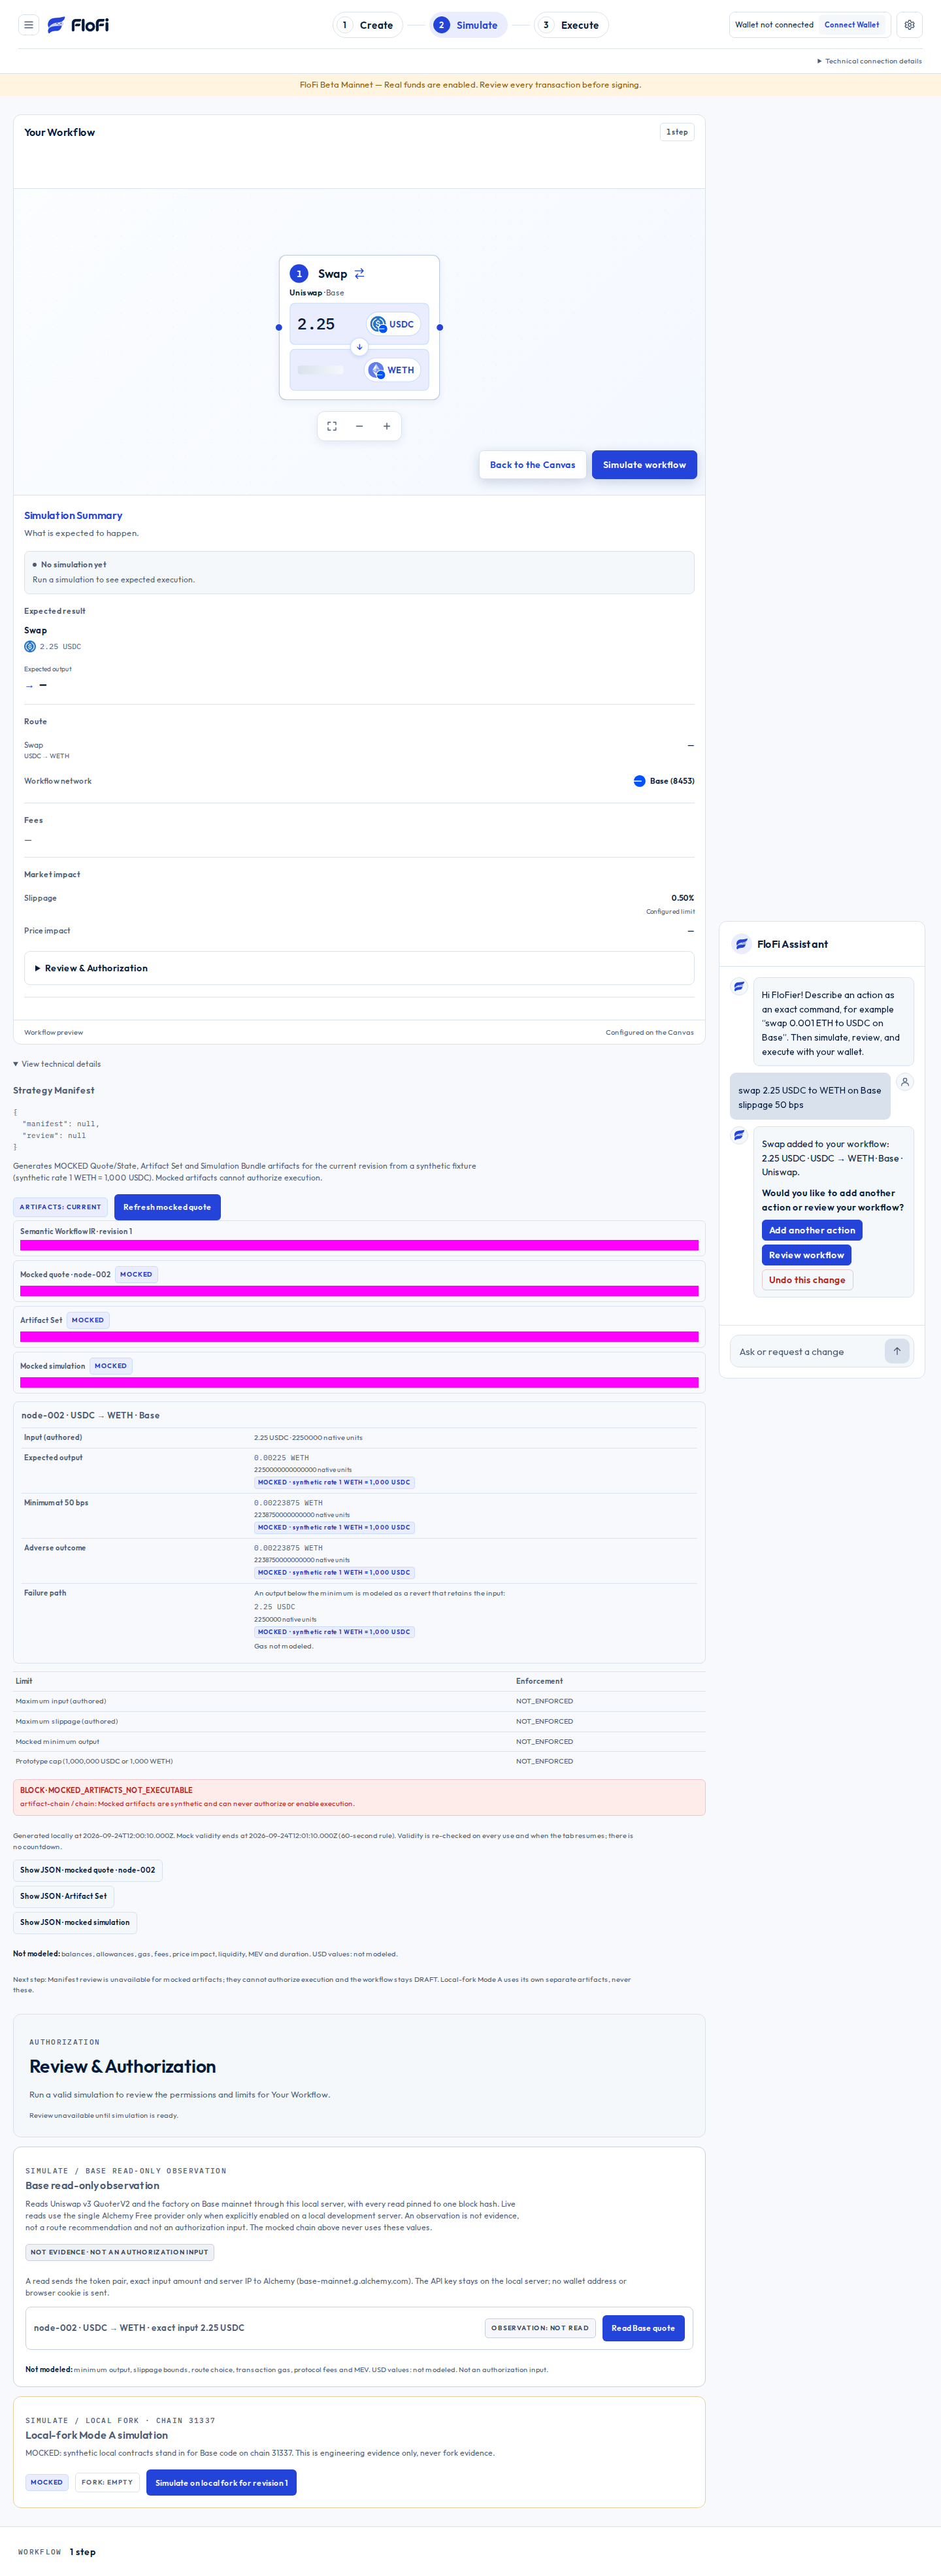 FloFi
1 Create
2 Simulate
3 Execute
Wallet not connected
Connect Wallet
▶ Technical connection details
FloFi Beta Mainnet — Real funds are enabled. Review every transaction before signing.
Your Workflow
1 step
1 Swap
Uniswap · Base
2.25
USDC
WETH
Back to the Canvas
Simulate workflow
Simulation Summary
What is expected to happen.
No simulation yet
Run a simulation to see expected execution.
Expected result
Swap
2.25 USDC
Expected output
→ —
Route
Swap
—
USDC → WETH
Workflow network
Base (8453)
Fees
—
Market impact
Slippage
0.50%
Configured limit
Price impact
—
▶ Review & Authorization
Workflow preview
Configured on the Canvas
FloFi Assistant
Hi FloFier! Describe an action as
an exact command, for example
"swap 0.001 ETH to USDC on
Base". Then simulate, review, and
execute with your wallet.
swap 2.25 USDC to WETH on Base
slippage 50 bps
Swap added to your workflow:
2.25 USDC · USDC → WETH · Base ·
Uniswap.
Would you like to add another
action or review your workflow?
Add another action
Review workflow
Undo this change
Ask or request a change
▼ View technical details
Strategy Manifest
{
"manifest": null,
"review": null
}
Generates MOCKED Quote/State, Artifact Set and Simulation Bundle artifacts for the current revision from a synthetic fixture
(synthetic rate 1 WETH = 1,000 USDC). Mocked artifacts cannot authorize execution.
ARTIFACTS: CURRENT
Refresh mocked quote
Semantic Workflow IR · revision 1
Mocked quote · node-002 MOCKED
Artifact Set MOCKED
Mocked simulation MOCKED
node-002 · USDC → WETH · Base
Input (authored)
2.25 USDC · 2250000 native units
Expected output
0.00225 WETH
2250000000000000 native units
MOCKED · synthetic rate 1 WETH = 1,000 USDC
Minimum at 50 bps
0.00223875 WETH
2238750000000000 native units
MOCKED · synthetic rate 1 WETH = 1,000 USDC
Adverse outcome
0.00223875 WETH
2238750000000000 native units
MOCKED · synthetic rate 1 WETH = 1,000 USDC
Failure path
An output below the minimum is modeled as a revert that retains the input:
2.25 USDC
2250000 native units
MOCKED · synthetic rate 1 WETH = 1,000 USDC
Gas not modeled.
Limit
Enforcement
Maximum input (authored)
NOT_ENFORCED
Maximum slippage (authored)
NOT_ENFORCED
Mocked minimum output
NOT_ENFORCED
Prototype cap (1,000,000 USDC or 1,000 WETH)
NOT_ENFORCED
BLOCK · MOCKED_ARTIFACTS_NOT_EXECUTABLE
artifact-chain / chain: Mocked artifacts are synthetic and can never authorize or enable execution.
Generated locally at 2026-09-24T12:00:10.000Z. Mock validity ends at 2026-09-24T12:01:10.000Z (60-second rule). Validity is re-checked on every use and when the tab resumes; there is
no countdown.
Show JSON · mocked quote · node-002
Show JSON · Artifact Set
Show JSON · mocked simulation
Not modeled: balances, allowances, gas, fees, price impact, liquidity, MEV and duration. USD values: not modeled.
Next step: Manifest review is unavailable for mocked artifacts; they cannot authorize execution and the workflow stays DRAFT. Local-fork Mode A uses its own separate artifacts, never
these.
AUTHORIZATION
Review & Authorization
Run a valid simulation to review the permissions and limits for Your Workflow.
Review unavailable until simulation is ready.
SIMULATE / BASE READ-ONLY OBSERVATION
Base read-only observation
Reads Uniswap v3 QuoterV2 and the factory on Base mainnet through this local server, with every read pinned to one block hash. Live
reads use the single Alchemy Free provider only when explicitly enabled on a local development server. An observation is not evidence,
not a route recommendation and not an authorization input. The mocked chain above never uses these values.
NOT EVIDENCE · NOT AN AUTHORIZATION INPUT
A read sends the token pair, exact input amount and server IP to Alchemy (base-mainnet.g.alchemy.com). The API key stays on the local server; no wallet address or
browser cookie is sent.
node-002 · USDC → WETH · exact input 2.25 USDC
OBSERVATION: NOT READ
Read Base quote
Not modeled: minimum output, slippage bounds, route choice, transaction gas, protocol fees and MEV. USD values: not modeled. Not an authorization input.
SIMULATE / LOCAL FORK · CHAIN 31337
Local-fork Mode A simulation
MOCKED: synthetic local contracts stand in for Base code on chain 31337. This is engineering evidence only, never fork evidence.
MOCKED
FORK: EMPTY
Simulate on local fork for revision 1
WORKFLOW 1 step